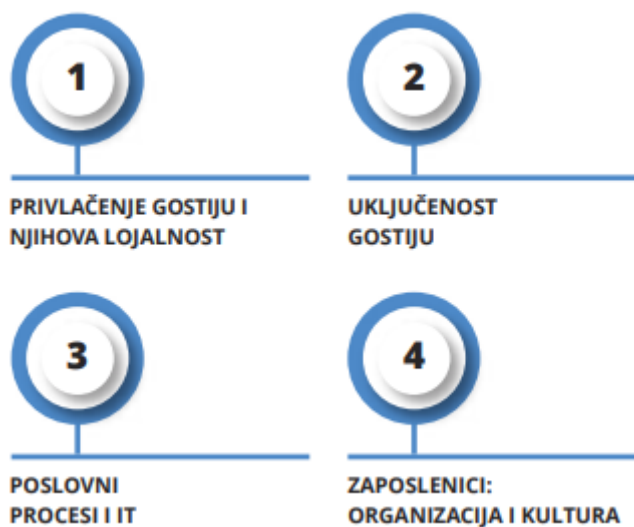 1
PRIVLAČENJE GOSTIJU I
NJIHOVA LOJALNOST
2
UKLJUČENOST
GOSTIJU
3
POSLOVNI
PROCESI I IT
4
ZAPOSLENICI:
ORGANIZACIJA I KULTURA